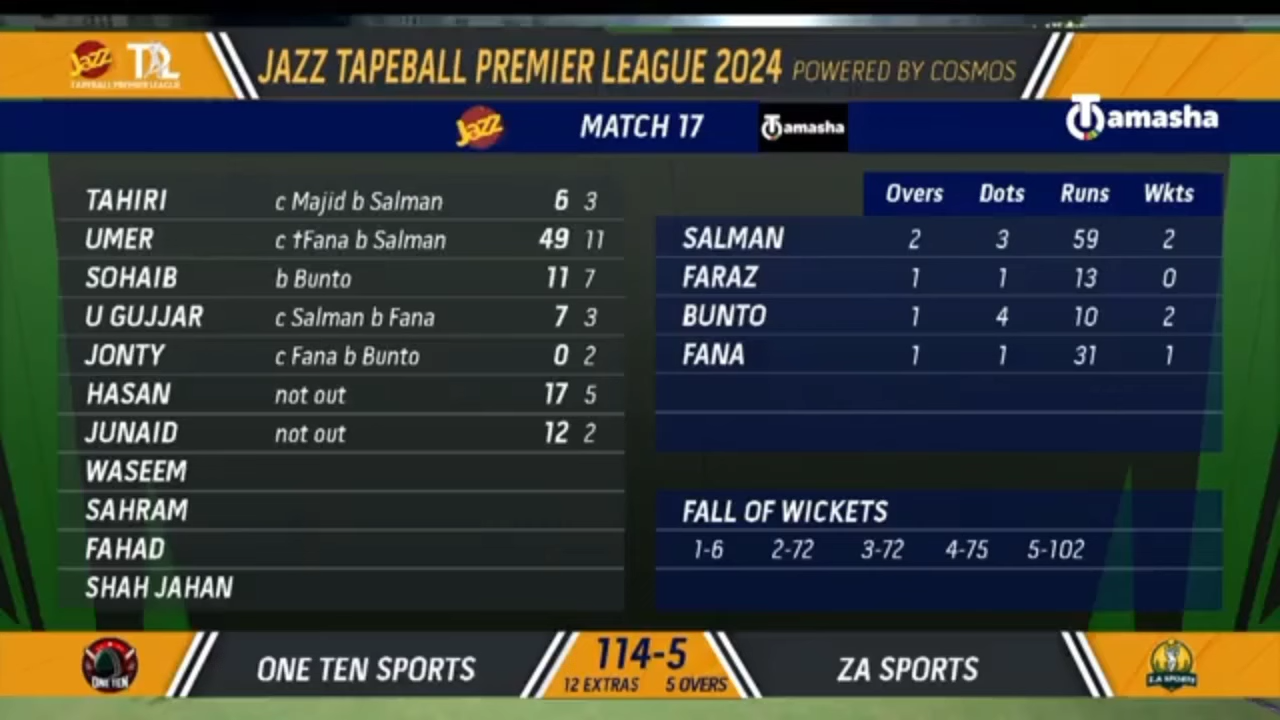 Jazz TPL JAZZ TAPEBALL PREMIER LEAGUE 2024 POWERED BY COSMOS
TAPEBALL PREMIER LEAGUE
Jazz MATCH 17 Tamasha Tamasha
TAHIRI c Majid b Salman 6 3
UMER c †Fana b Salman 49 11
SOHAIB b Bunto 11 7
U GUJJAR c Salman b Fana 7 3
JONTY c Fana b Bunto 0 2
HASAN not out 17 5
JUNAID not out 12 2
WASEEM
SAHRAM
FAHAD
SHAH JAHAN
Overs Dots Runs Wkts
SALMAN 2 3 59 2
FARAZ 1 1 13 0
BUNTO 1 4 10 2
FANA 1 1 31 1
FALL OF WICKETS
1-6 2-72 3-72 4-75 5-102
ONE TEN ONE TEN SPORTS 114-5 ZA SPORTS Z.A SPORTS
12 EXTRAS 5 OVERS